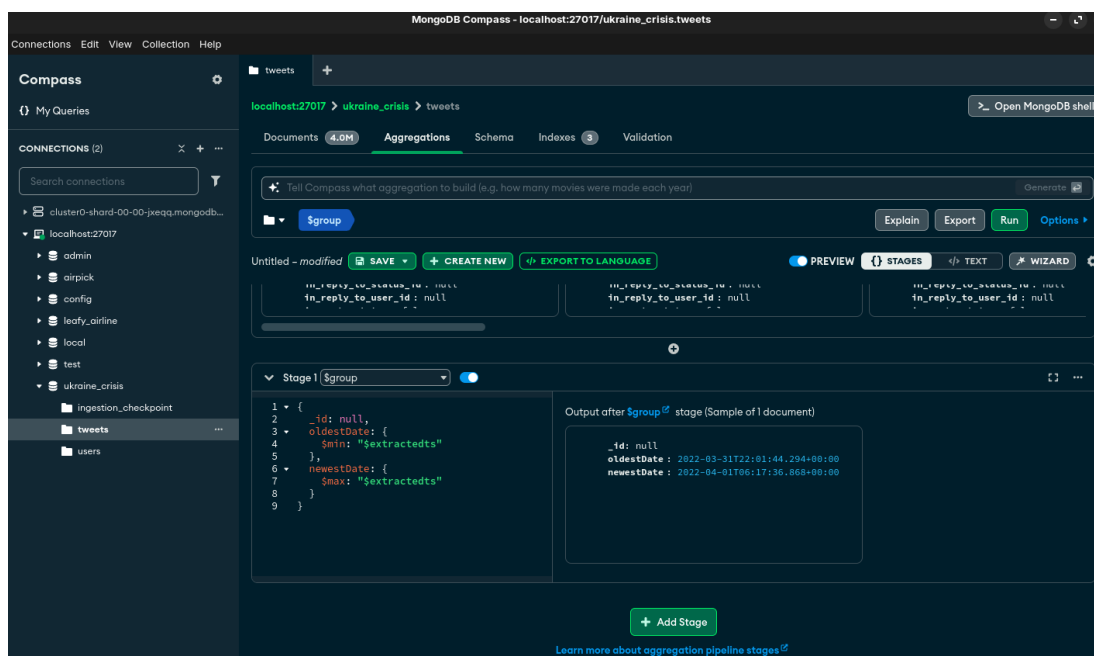 MongoDB Compass - localhost:27017/ukraine_crisis.tweets
Connections Edit View Collection Help
Compass
{} My Queries
CONNECTIONS (2)
Search connections
cluster0-shard-00-00-jxeqq.mongodb...
localhost:27017
admin
airpick
config
leafy_airline
local
test
ukraine_crisis
ingestion_checkpoint
tweets
users
tweets
localhost:27017 > ukraine_crisis > tweets
>_ Open MongoDB shell
Documents 4.0M Aggregations Schema Indexes 3 Validation
Tell Compass what aggregation to build (e.g. how many movies were made each year) Generate
$group Explain Export Run Options
Untitled – modified SAVE + CREATE NEW </> EXPORT TO LANGUAGE PREVIEW {} STAGES </> TEXT WIZARD
in_reply_to_status_id : null in_reply_to_status_id : null in_reply_to_status_id : null
in_reply_to_user_id : null in_reply_to_user_id : null in_reply_to_user_id : null
Stage 1 $group
1 {
2 _id: null,
3 oldestDate: {
4 $min: "$extractedts"
5 },
6 newestDate: {
7 $max: "$extractedts"
8 }
9 }
Output after $group stage (Sample of 1 document)
_id: null
oldestDate : 2022-03-31T22:01:44.294+00:00
newestDate : 2022-04-01T06:17:36.868+00:00
+ Add Stage
Learn more about aggregation pipeline stages